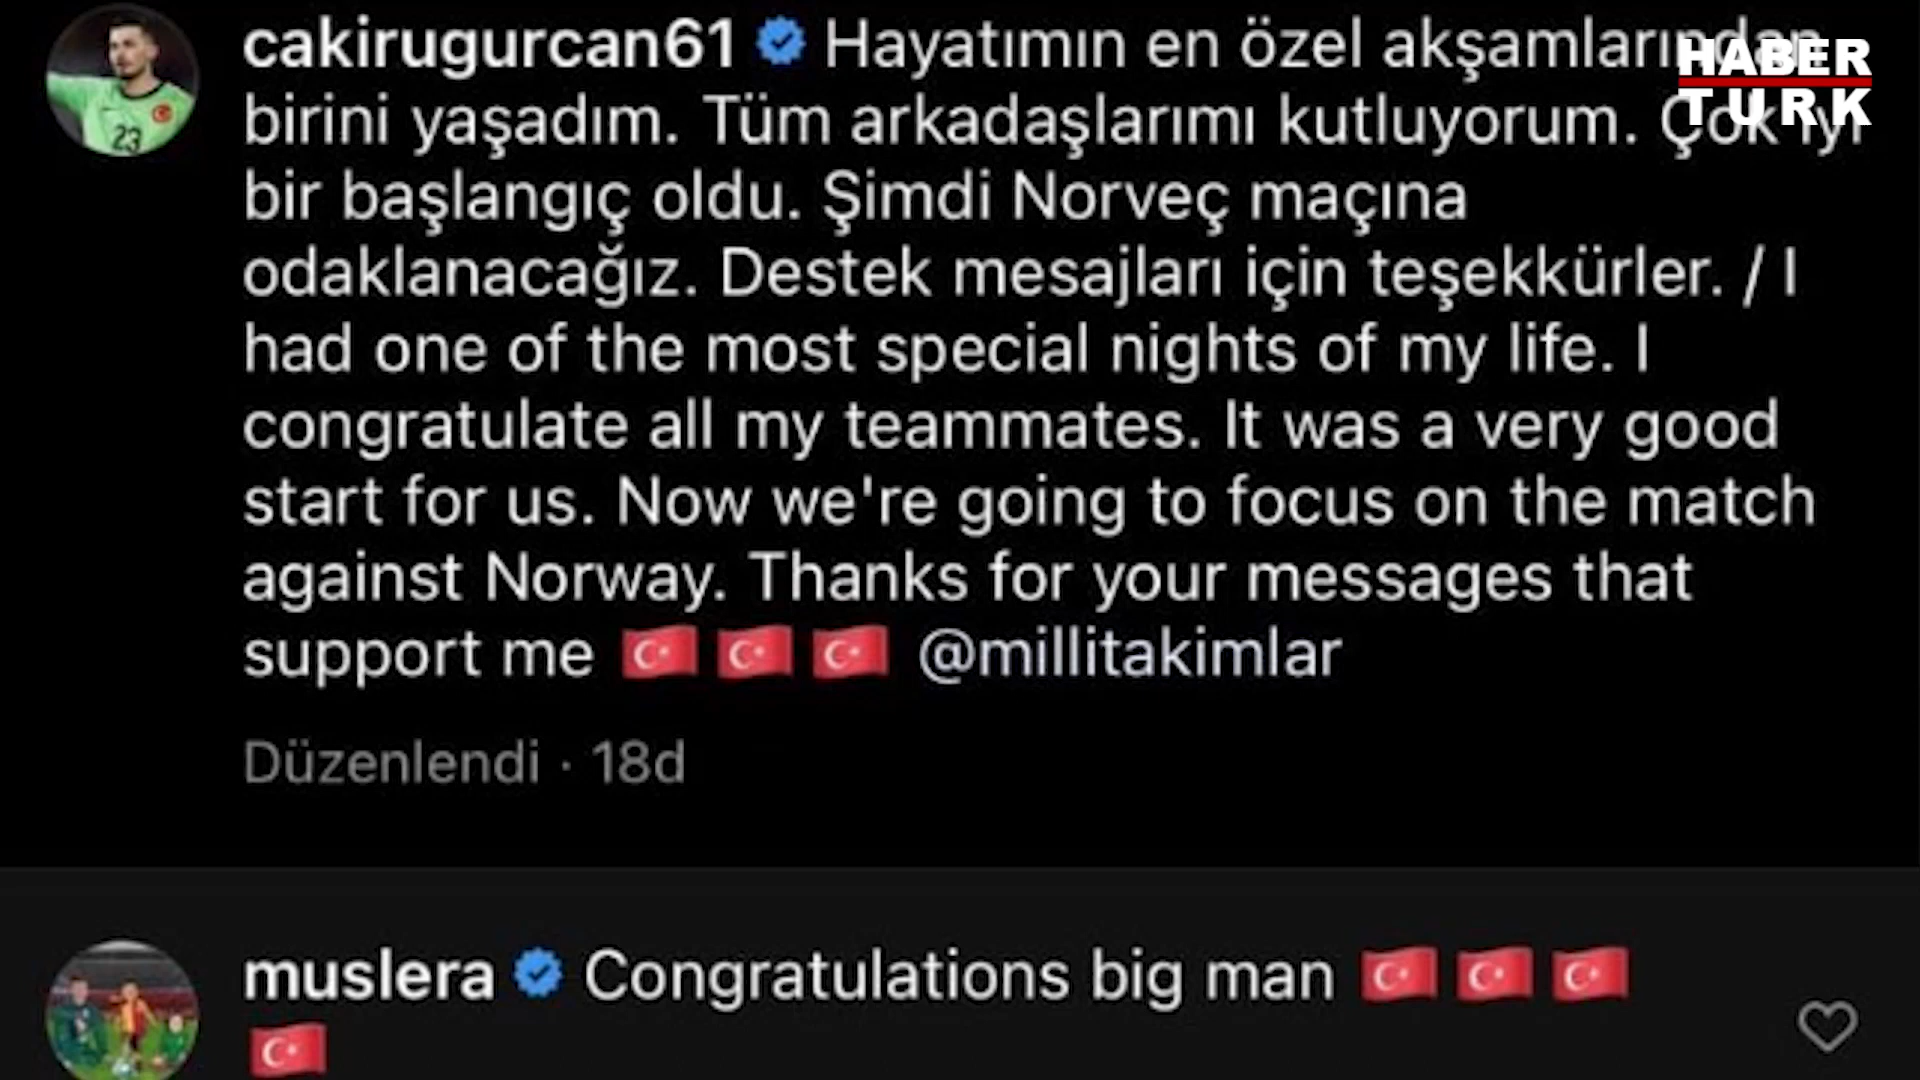 cakirugurcan61 Hayatımın en özel akşamlarından
HABER
TURK
birini yaşadım. Tüm arkadaşlarımı kutluyorum. Çok iyi
bir başlangıç oldu. Şimdi Norveç maçına
odaklanacağız. Destek mesajları için teşekkürler. / I
had one of the most special nights of my life. I
congratulate all my teammates. It was a very good
start for us. Now we're going to focus on the match
against Norway. Thanks for your messages that
support me 🇹🇷 🇹🇷 🇹🇷 @millitakimlar
Düzenlendi · 18d
muslera Congratulations big man 🇹🇷 🇹🇷 🇹🇷
🇹🇷
23